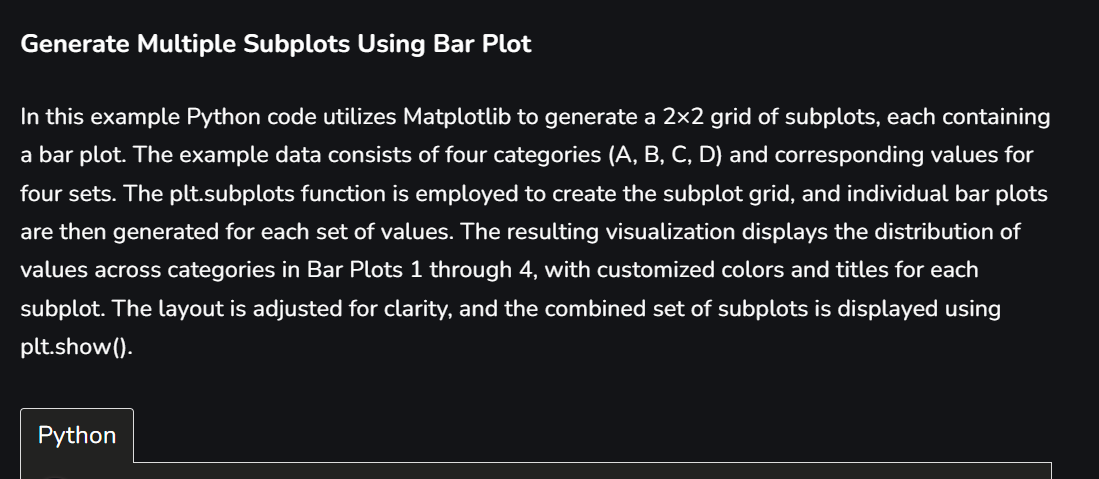 Generate Multiple Subplots Using Bar Plot
In this example Python code utilizes Matplotlib to generate a 2×2 grid of subplots, each containing
a bar plot. The example data consists of four categories (A, B, C, D) and corresponding values for
four sets. The plt.subplots function is employed to create the subplot grid, and individual bar plots
are then generated for each set of values. The resulting visualization displays the distribution of
values across categories in Bar Plots 1 through 4, with customized colors and titles for each
subplot. The layout is adjusted for clarity, and the combined set of subplots is displayed using
plt.show().
Python